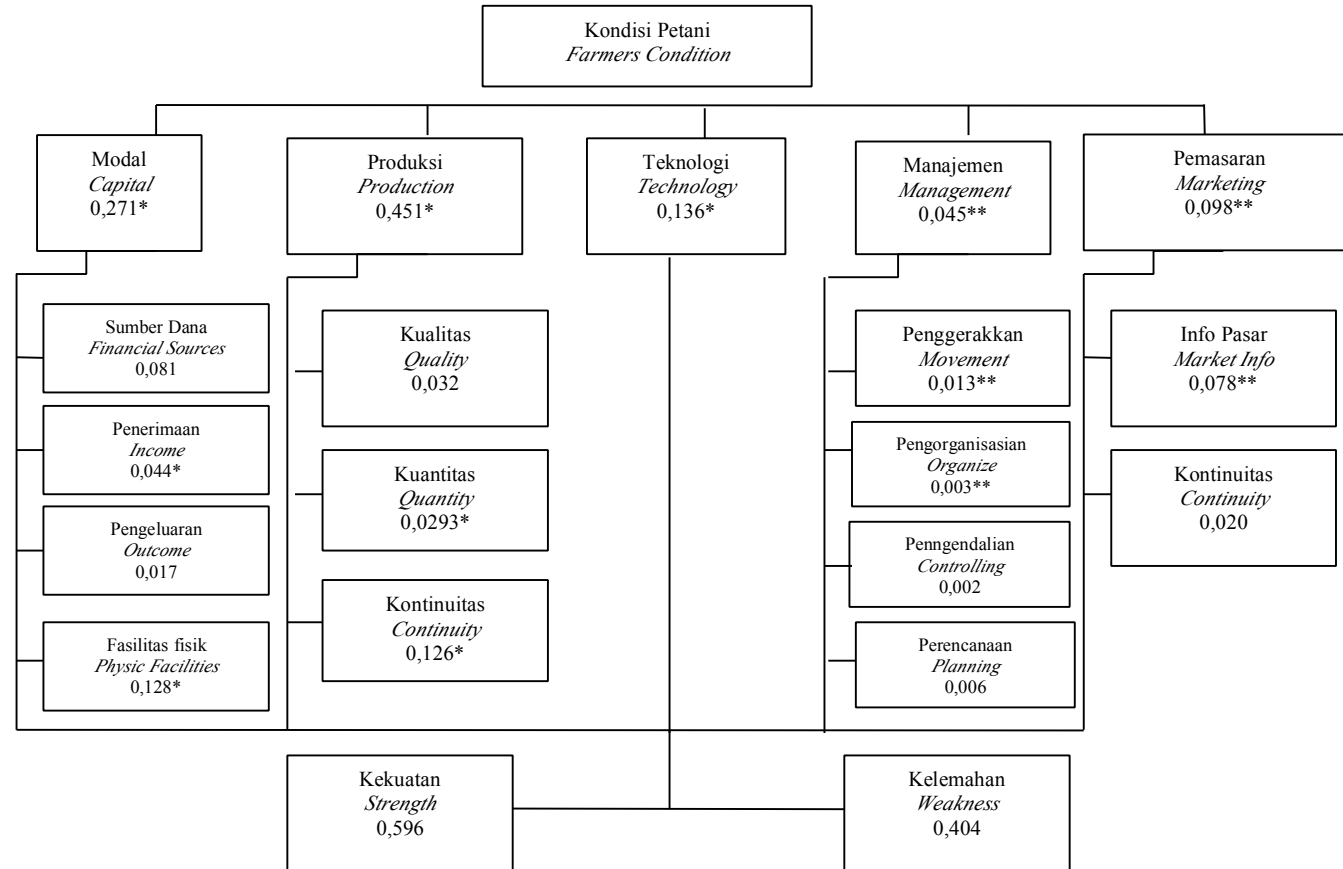 Kondisi Petani
Farmers Condition
Modal
Capital
0,271*
Produksi
Production
0,451*
Teknologi
Technology
0,136*
Manajemen
Management
0,045**
Pemasaran
Marketing
0,098**
Sumber Dana
Financial Sources
0,081
Penerimaan
Income
0,044*
Pengeluaran
Outcome
0,017
Fasilitas fisik
Physic Facilities
0,128*
Kualitas
Quality
0,032
Kuantitas
Quantity
0,0293*
Kontinuitas
Continuity
0,126*
Penggerakkan
Movement
0,013**
Pengorganisasian
Organize
0,003**
Penngendalian
Controlling
0,002
Perencanaan
Planning
0,006
Info Pasar
Market Info
0,078**
Kontinuitas
Continuity
0,020
Kekuatan
Strength
0,596
Kelemahan
Weakness
0,404